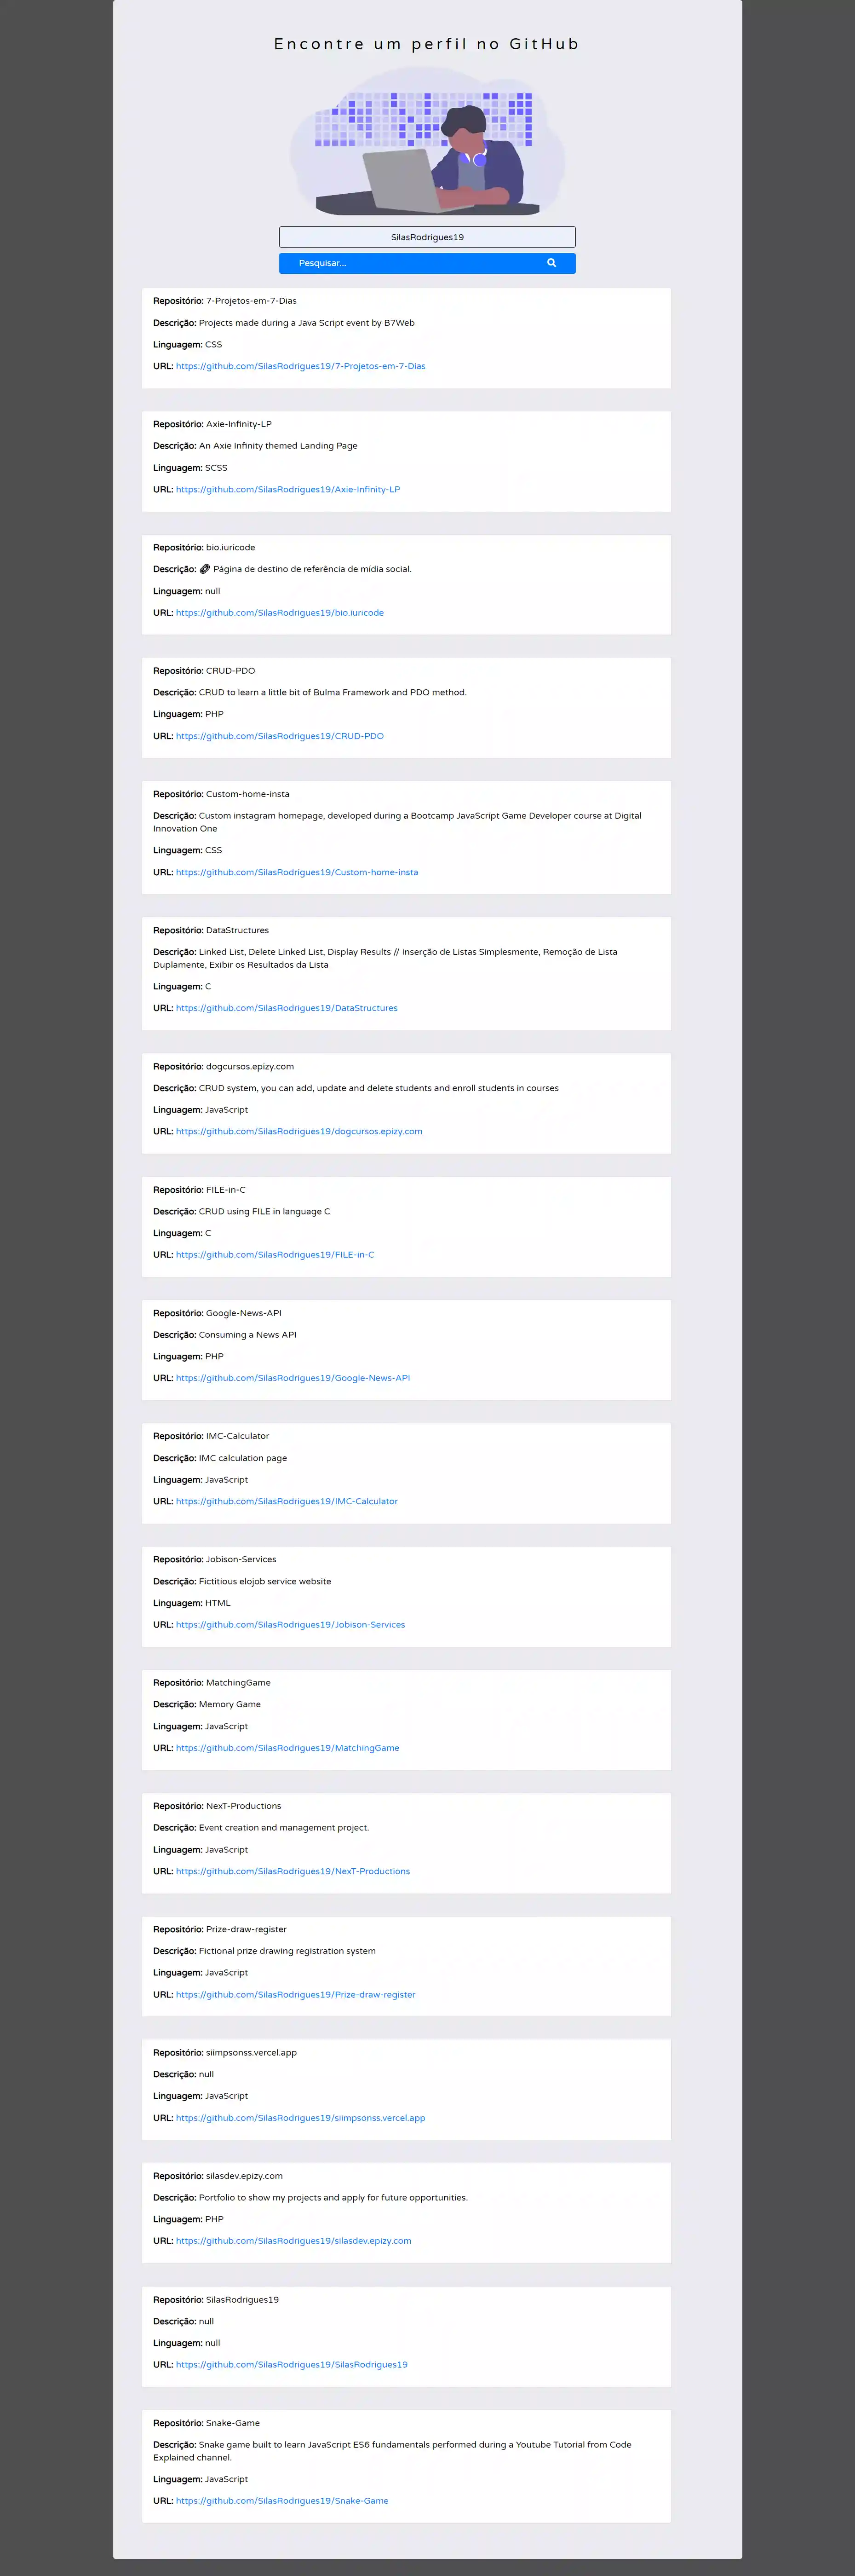 Encontre um perfil no GitHub
SilasRodrigues19
Pesquisar...
Repositório: 7-Projetos-em-7-Dias
Descrição: Projects made during a Java Script event by B7Web
Linguagem: CSS
URL: https://github.com/SilasRodrigues19/7-Projetos-em-7-Dias
Repositório: Axie-Infinity-LP
Descrição: An Axie Infinity themed Landing Page
Linguagem: SCSS
URL: https://github.com/SilasRodrigues19/Axie-Infinity-LP
Repositório: bio.iuricode
Descrição: Página de destino de referência de mídia social.
Linguagem: null
URL: https://github.com/SilasRodrigues19/bio.iuricode
Repositório: CRUD-PDO
Descrição: CRUD to learn a little bit of Bulma Framework and PDO method.
Linguagem: PHP
URL: https://github.com/SilasRodrigues19/CRUD-PDO
Repositório: Custom-home-insta
Descrição: Custom instagram homepage, developed during a Bootcamp JavaScript Game Developer course at Digital
Innovation One
Linguagem: CSS
URL: https://github.com/SilasRodrigues19/Custom-home-insta
Repositório: DataStructures
Descrição: Linked List, Delete Linked List, Display Results // Inserção de Listas Simplesmente, Remoção de Lista
Duplamente, Exibir os Resultados da Lista
Linguagem: C
URL: https://github.com/SilasRodrigues19/DataStructures
Repositório: dogcursos.epizy.com
Descrição: CRUD system, you can add, update and delete students and enroll students in courses
Linguagem: JavaScript
URL: https://github.com/SilasRodrigues19/dogcursos.epizy.com
Repositório: FILE-in-C
Descrição: CRUD using FILE in language C
Linguagem: C
URL: https://github.com/SilasRodrigues19/FILE-in-C
Repositório: Google-News-API
Descrição: Consuming a News API
Linguagem: PHP
URL: https://github.com/SilasRodrigues19/Google-News-API
Repositório: IMC-Calculator
Descrição: IMC calculation page
Linguagem: JavaScript
URL: https://github.com/SilasRodrigues19/IMC-Calculator
Repositório: Jobison-Services
Descrição: Fictitious elojob service website
Linguagem: HTML
URL: https://github.com/SilasRodrigues19/Jobison-Services
Repositório: MatchingGame
Descrição: Memory Game
Linguagem: JavaScript
URL: https://github.com/SilasRodrigues19/MatchingGame
Repositório: NexT-Productions
Descrição: Event creation and management project.
Linguagem: JavaScript
URL: https://github.com/SilasRodrigues19/NexT-Productions
Repositório: Prize-draw-register
Descrição: Fictional prize drawing registration system
Linguagem: JavaScript
URL: https://github.com/SilasRodrigues19/Prize-draw-register
Repositório: siimpsonss.vercel.app
Descrição: null
Linguagem: JavaScript
URL: https://github.com/SilasRodrigues19/siimpsonss.vercel.app
Repositório: silasdev.epizy.com
Descrição: Portfolio to show my projects and apply for future opportunities.
Linguagem: PHP
URL: https://github.com/SilasRodrigues19/silasdev.epizy.com
Repositório: SilasRodrigues19
Descrição: null
Linguagem: null
URL: https://github.com/SilasRodrigues19/SilasRodrigues19
Repositório: Snake-Game
Descrição: Snake game built to learn JavaScript ES6 fundamentals performed during a Youtube Tutorial from Code
Explained channel.
Linguagem: JavaScript
URL: https://github.com/SilasRodrigues19/Snake-Game